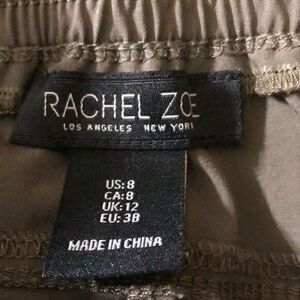 RACHEL ZOE
LOS ANGELES NEW YORK
US: 8
CA: 8
UK: 12
EU: 38
MADE IN CHINA